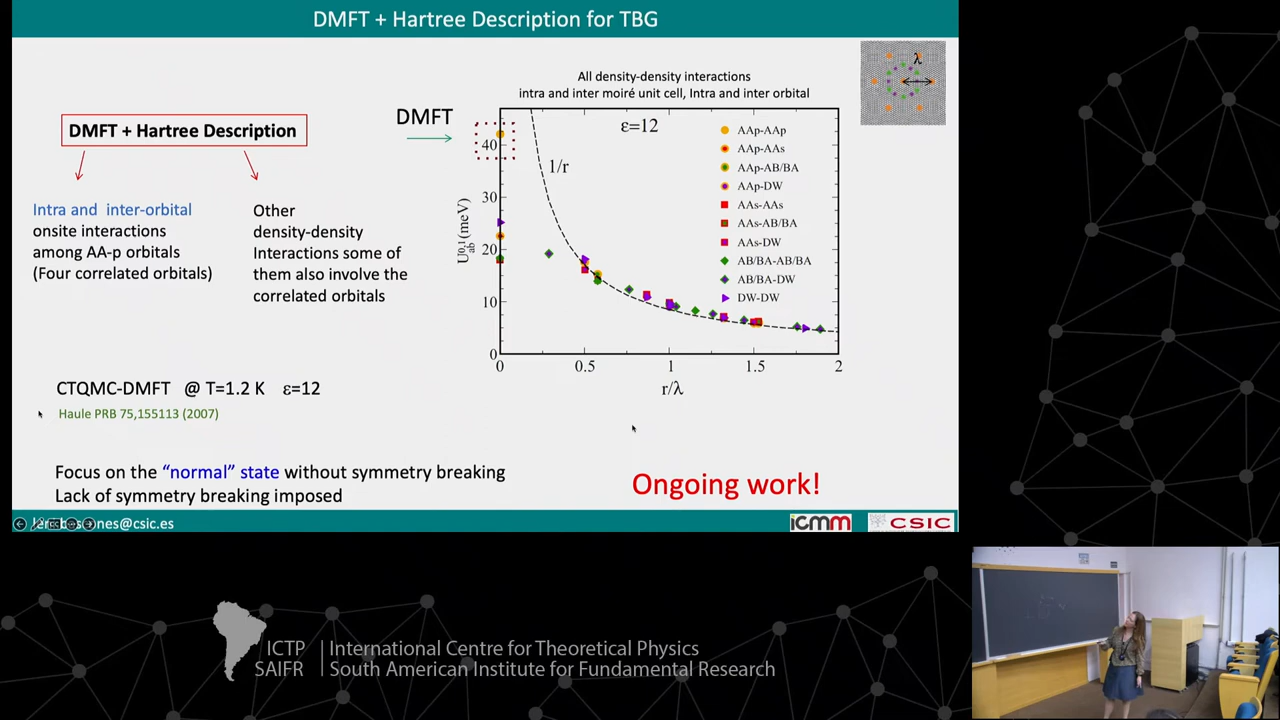 DMFT + Hartree Description for TBG
DMFT + Hartree Description
Intra and inter-orbital
onsite interactions
among AA-p orbitals
(Four correlated orbitals)
Other
density-density
Interactions some of
them also involve the
correlated orbitals
DMFT
All density-density interactions
intra and inter moiré unit cell, Intra and inter orbital
λ
ε=12
1/r
AAp-AAp
AAp-AAs
AAp-AB/BA
AAp-DW
AAs-AAs
AAs-AB/BA
AAs-DW
AB/BA-AB/BA
AB/BA-DW
DW-DW
40
30
20
10
0
0 0.5 1 1.5 2
r/λ
(meV)
CTQMC-DMFT @ T=1.2 K ε=12
Haule PRB 75,155113 (2007)
Focus on the “normal” state without symmetry breaking
Lack of symmetry breaking imposed
Ongoing work!
icmm
CSIC
ICTP
SAIFR
International Centre for Theoretical Physics
South American Institute for Fundamental Research